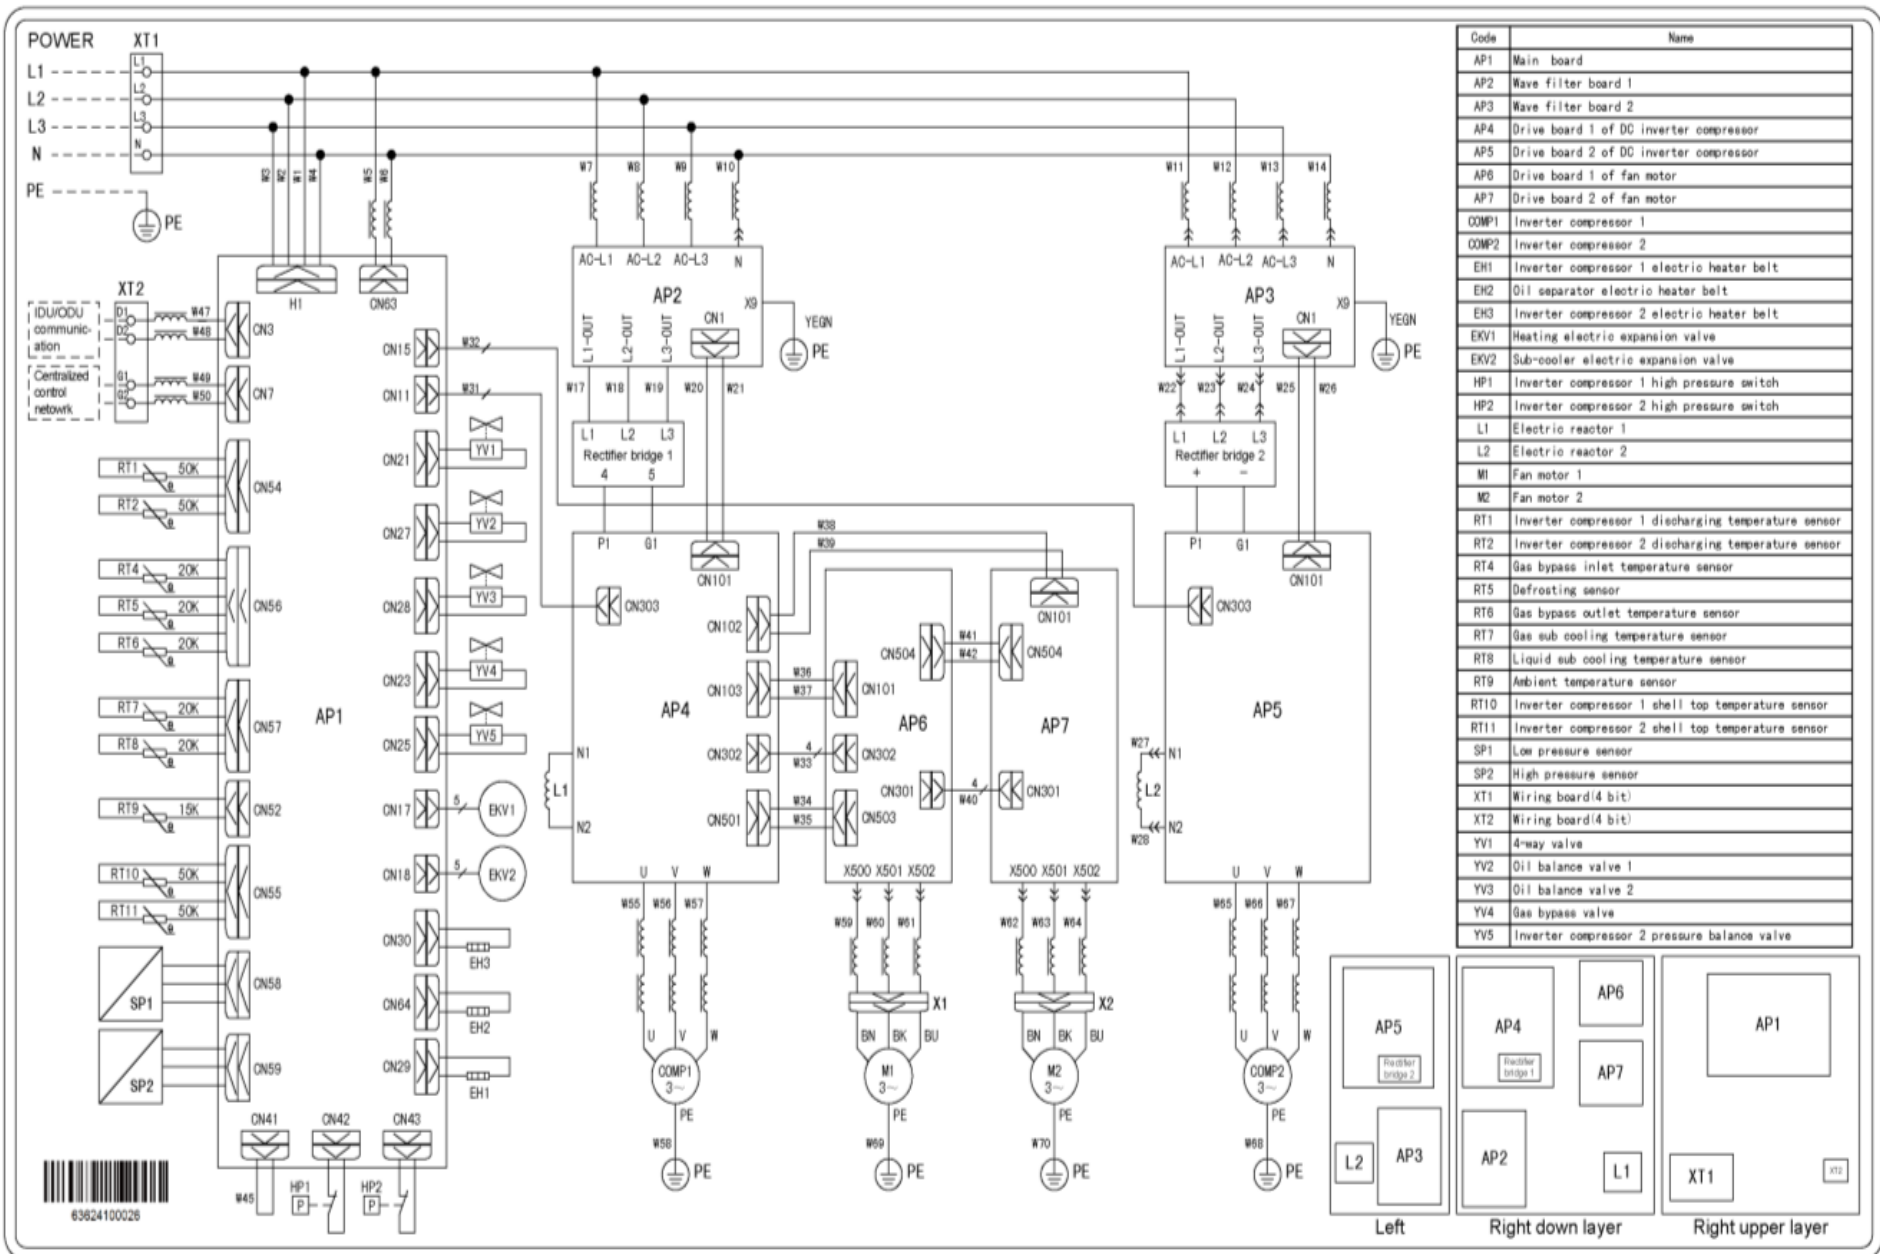 POWER XT1
L1 L1
L2 L2
L3 L3
N N
PE
PE
W3 W2 W1 W4 W5 W6 W7 W8 W9 W10 W11 W12 W13 W14
H1 CN63
XT2
IDU/ODU
communic-
ation
D1 W47
D2 W48
CN3
Centralized
control
netowrk
G1 W49
G2 W50
CN7
RT1 50K
RT2 50K
CN54
RT4 20K
RT5 20K
RT6 20K
CN56
RT7 20K
RT8 20K
CN57
RT9 15K
CN52
RT10 50K
RT11 50K
CN55
SP1
CN58
SP2
CN59
AP1
CN15 W32
CN11 W31
CN21 YV1
CN27 YV2
CN28 YV3
CN23 YV4
CN25 YV5
CN17 5 EKV1
CN18 5 EKV2
CN30 EH3
CN64 EH2
CN29 EH1
CN41 CN42 CN43
W45 HP1 P HP2 P
63624100026
AC-L1 AC-L2 AC-L3 N
AP2 X9
L1-OUT L2-OUT L3-OUT CN1
YEGN
PE
W17 W18 W19 W20 W21
L1 L2 L3
Rectifier bridge 1
4 5
P1 G1
CN101
CN303
AP4
CN102
CN103
CN302
CN501
N1
L1
N2
U V W
W55 W56 W57
U V W
COMP1
3~
PE
W58
PE
W38
W39
W36
W37
4
W33
W34
W35
CN101
CN302
CN503
AP6
CN504
CN301
X500 X501 X502
W59 W60 W61
X1
BN BK BU
M1
3~
PE
W69
PE
W41
W42
4
W40
CN101
CN504
AP7
CN301
X500 X501 X502
W62 W63 W64
X2
BN BK BU
M2
3~
PE
W70
PE
AC-L1 AC-L2 AC-L3 N
AP3 X9
L1-OUT L2-OUT L3-OUT CN1
YEGN
PE
W22 W23 W24 W25 W26
L1 L2 L3
Rectifier bridge 2
+ -
P1 G1
CN101
CN303
AP5
W27 N1
L2
W28 N2
U V W
W65 W66 W67
U V W
COMP2
3~
PE
W68
PE
Code Name
AP1 Main board
AP2 Wave filter board 1
AP3 Wave filter board 2
AP4 Drive board 1 of DC inverter compressor
AP5 Drive board 2 of DC inverter compressor
AP6 Drive board 1 of fan motor
AP7 Drive board 2 of fan motor
COMP1 Inverter compressor 1
COMP2 Inverter compressor 2
EH1 Inverter compressor 1 electric heater belt
EH2 Oil separator electric heater belt
EH3 Inverter compressor 2 electric heater belt
EKV1 Heating electric expansion valve
EKV2 Sub-cooler electric expansion valve
HP1 Inverter compressor 1 high pressure switch
HP2 Inverter compressor 2 high pressure switch
L1 Electric reactor 1
L2 Electric reactor 2
M1 Fan motor 1
M2 Fan motor 2
RT1 Inverter compressor 1 discharging temperature sensor
RT2 Inverter compressor 2 discharging temperature sensor
RT4 Gas bypass inlet temperature sensor
RT5 Defrosting sensor
RT6 Gas bypass outlet temperature sensor
RT7 Gas sub cooling temperature sensor
RT8 Liquid sub cooling temperature sensor
RT9 Ambient temperature sensor
RT10 Inverter compressor 1 shell top temperature sensor
RT11 Inverter compressor 2 shell top temperature sensor
SP1 Low pressure sensor
SP2 High pressure sensor
XT1 Wiring board(4 bit)
XT2 Wiring board(4 bit)
YV1 4-way valve
YV2 Oil balance valve 1
YV3 Oil balance valve 2
YV4 Gas bypass valve
YV5 Inverter compressor 2 pressure balance valve
AP5
Rectifier
bridge 2
L2 AP3
Left
AP4 AP6
Rectifier
bridge 1
AP7
AP2 L1
Right down layer
AP1
XT1 XT2
Right upper layer